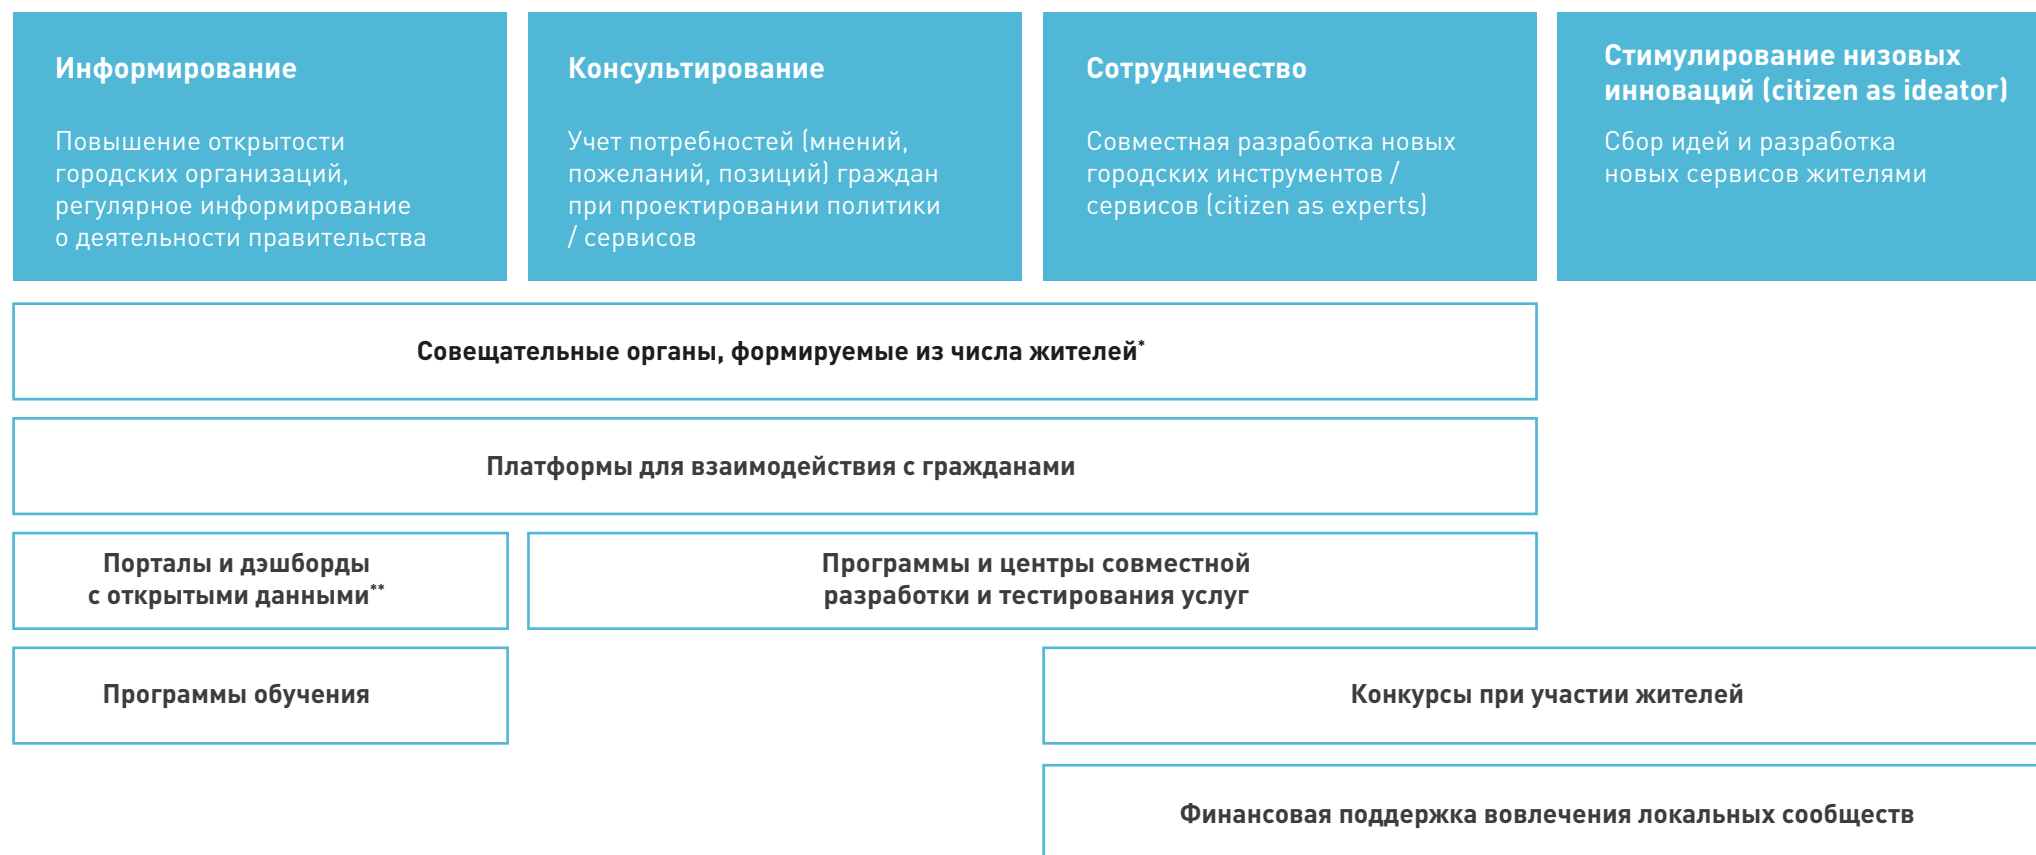 Информирование
Повышение открытости
городских организаций,
регулярное информирование
о деятельности правительства
Консультирование
Учет потребностей (мнений,
пожеланий, позиций) граждан
при проектировании политики
/ сервисов
Сотрудничество
Совместная разработка новых
городских инструментов /
сервисов (citizen as experts)
Стимулирование низовых
инноваций (citizen as ideator)
Сбор идей и разработка
новых сервисов жителями
Совещательные органы, формируемые из числа жителей*
Платформы для взаимодействия с гражданами
Порталы и дэшборды
с открытыми данными**
Программы и центры совместной
разработки и тестирования услуг
Программы обучения
Конкурсы при участии жителей
Финансовая поддержка вовлечения локальных сообществ